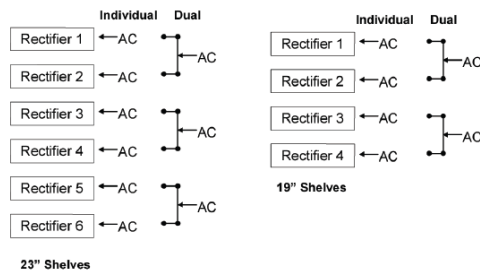 Individual Dual
Rectifier 1 AC
AC
Rectifier 2 AC
Rectifier 3 AC
AC
Rectifier 4 AC
Rectifier 5 AC
AC
Rectifier 6 AC
23" Shelves
Individual Dual
Rectifier 1 AC
AC
Rectifier 2 AC
Rectifier 3 AC
AC
Rectifier 4 AC
19" Shelves